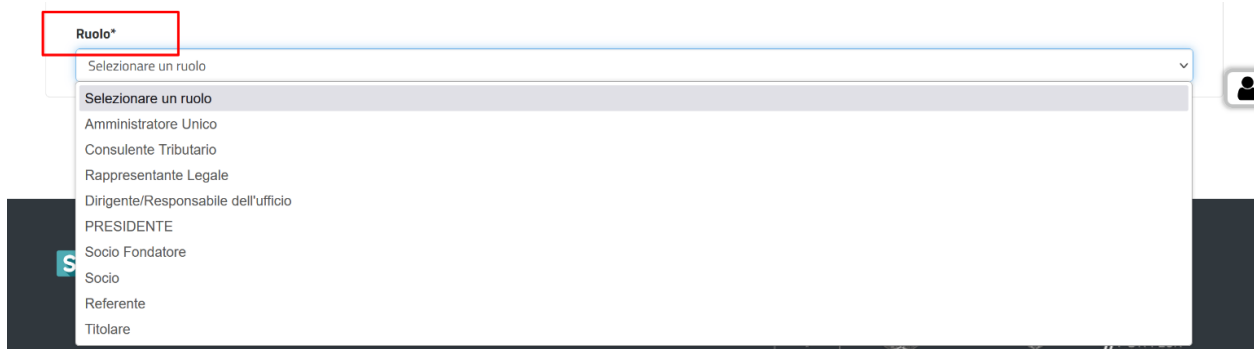 Ruolo*
Selezionare un ruolo
Selezionare un ruolo
Amministratore Unico
Consulente Tributario
Rappresentante Legale
Dirigente/Responsabile dell'ufficio
PRESIDENTE
Socio Fondatore
Socio
Referente
Titolare